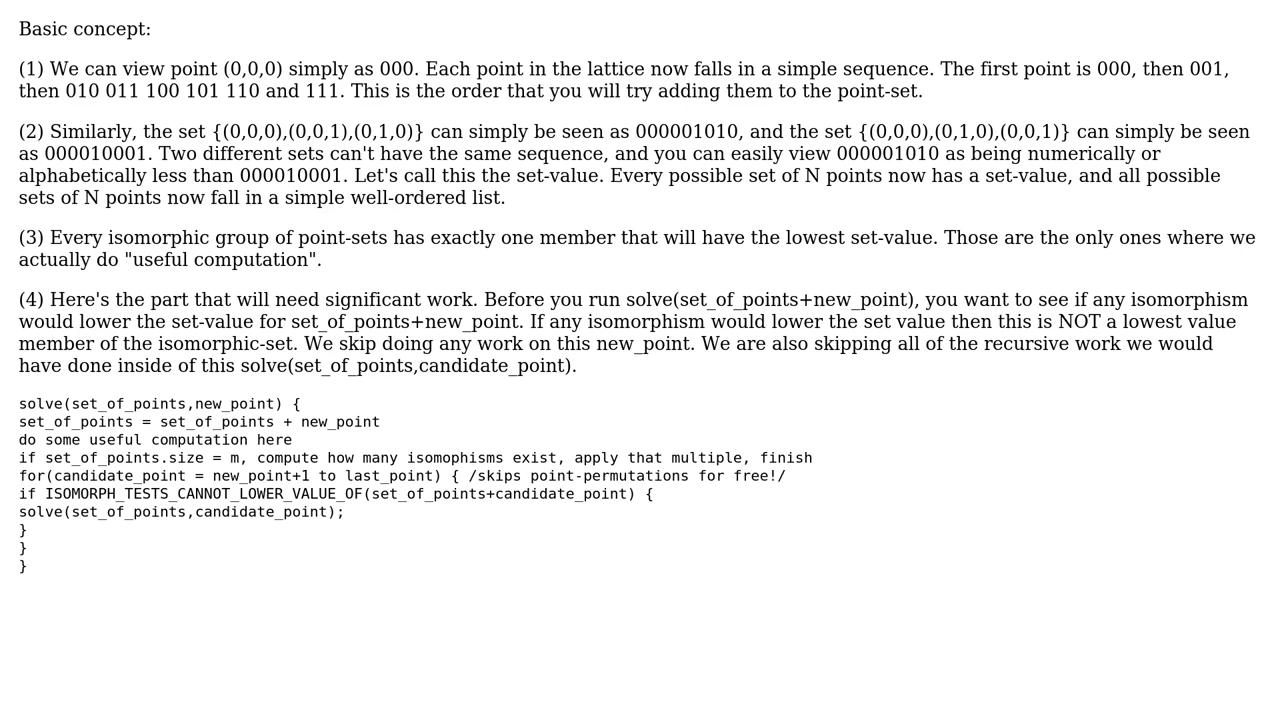 Basic concept:
(1) We can view point (0,0,0) simply as 000. Each point in the lattice now falls in a simple sequence. The first point is 000, then 001,
then 010 011 100 101 110 and 111. This is the order that you will try adding them to the point-set.
(2) Similarly, the set {(0,0,0),(0,0,1),(0,1,0)} can simply be seen as 000001010, and the set {(0,0,0),(0,1,0),(0,0,1)} can simply be seen
as 000010001. Two different sets can't have the same sequence, and you can easily view 000001010 as being numerically or
alphabetically less than 000010001. Let's call this the set-value. Every possible set of N points now has a set-value, and all possible
sets of N points now fall in a simple well-ordered list.
(3) Every isomorphic group of point-sets has exactly one member that will have the lowest set-value. Those are the only ones where we
actually do "useful computation".
(4) Here's the part that will need significant work. Before you run solve(set_of_points+new_point), you want to see if any isomorphism
would lower the set-value for set_of_points+new_point. If any isomorphism would lower the set value then this is NOT a lowest value
member of the isomorphic-set. We skip doing any work on this new_point. We are also skipping all of the recursive work we would
have done inside of this solve(set_of_points,candidate_point).
solve(set_of_points,new_point) {
set_of_points = set_of_points + new_point
do some useful computation here
if set_of_points.size = m, compute how many isomophisms exist, apply that multiple, finish
for(candidate_point = new_point+1 to last_point) { /skips point-permutations for free!/
if ISOMORPH_TESTS_CANNOT_LOWER_VALUE_OF(set_of_points+candidate_point) {
solve(set_of_points,candidate_point);
}
}
}